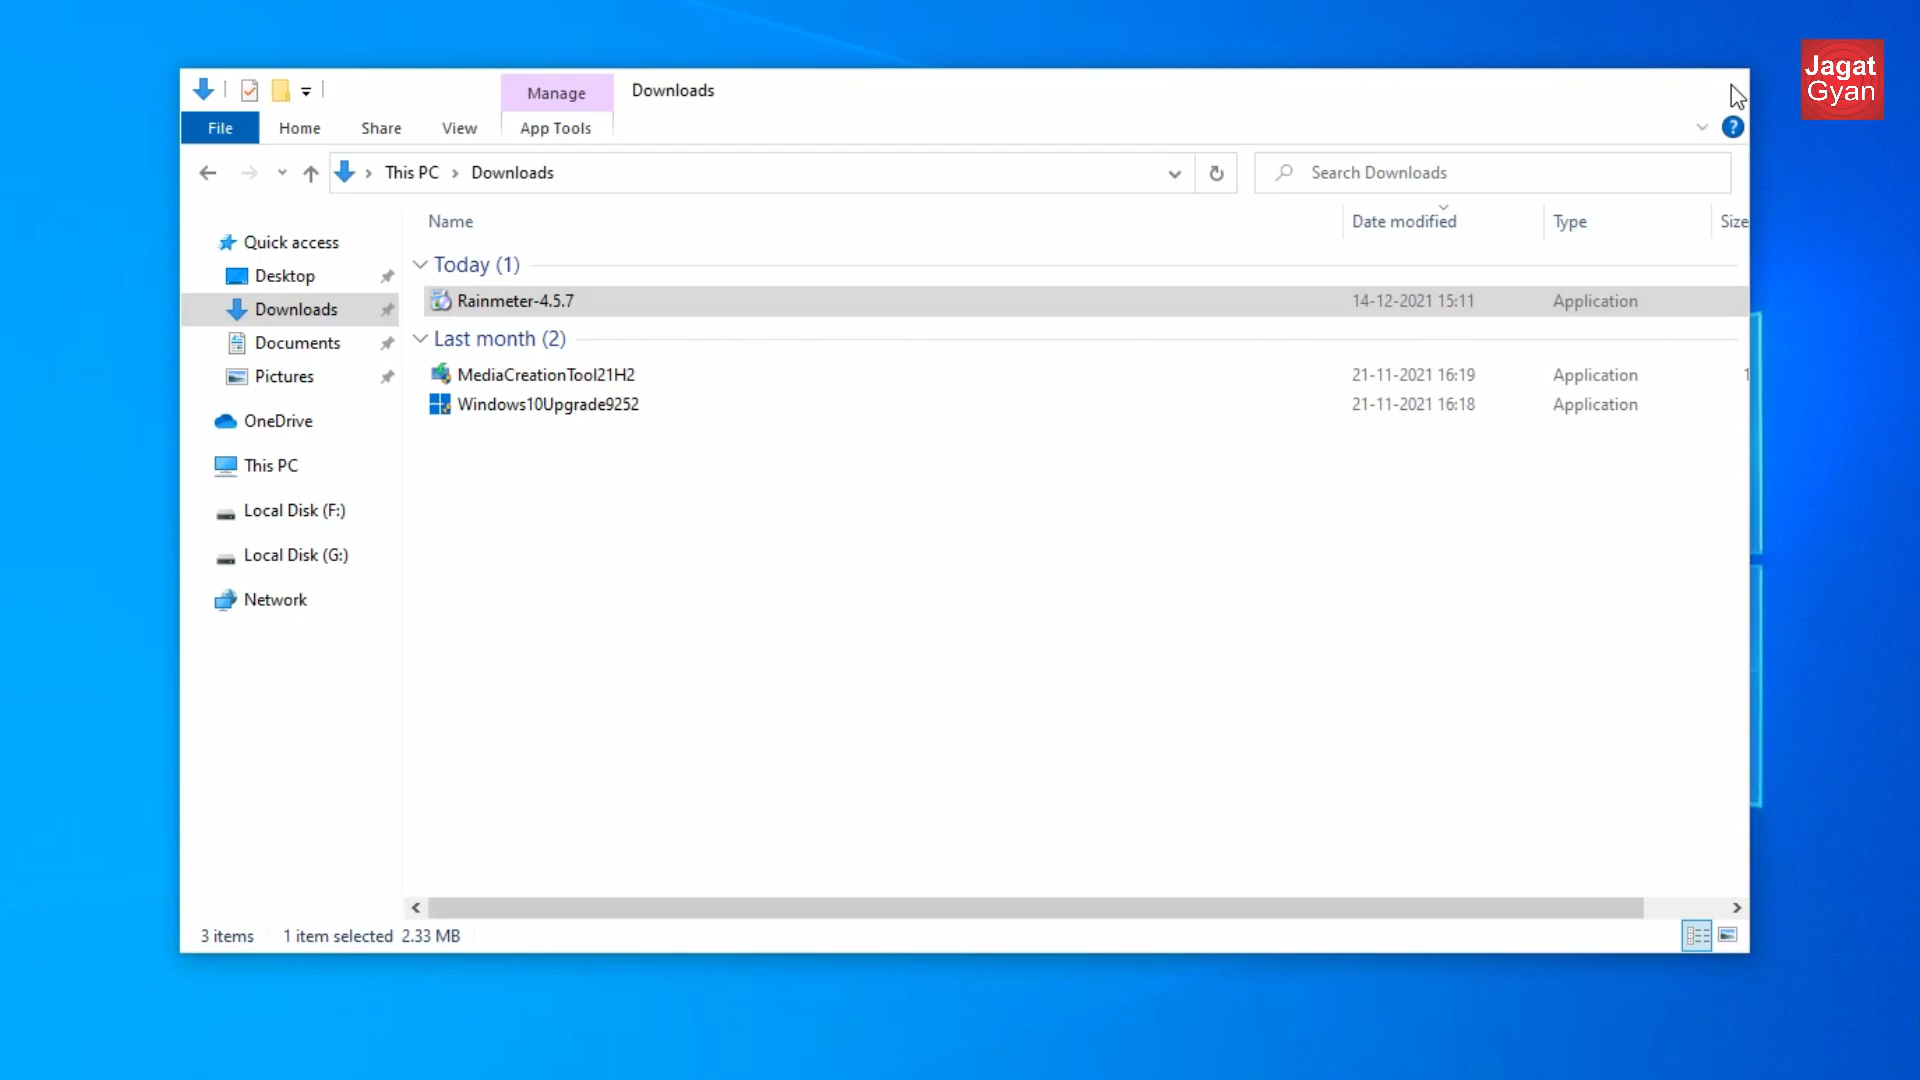 Manage
Downloads
Jagat
Gyan
File
Home
Share
View
App Tools
?
This PC
Downloads
Search Downloads
Name
Date modified
Type
Size
Quick access
Desktop
Downloads
Documents
Pictures
OneDrive
This PC
Local Disk (F:)
Local Disk (G:)
Network
Today (1)
Rainmeter-4.5.7 14-12-2021 15:11 Application
Last month (2)
MediaCreationTool21H2 21-11-2021 16:19 Application 1
Windows10Upgrade9252 21-11-2021 16:18 Application
3 items 1 item selected 2.33 MB